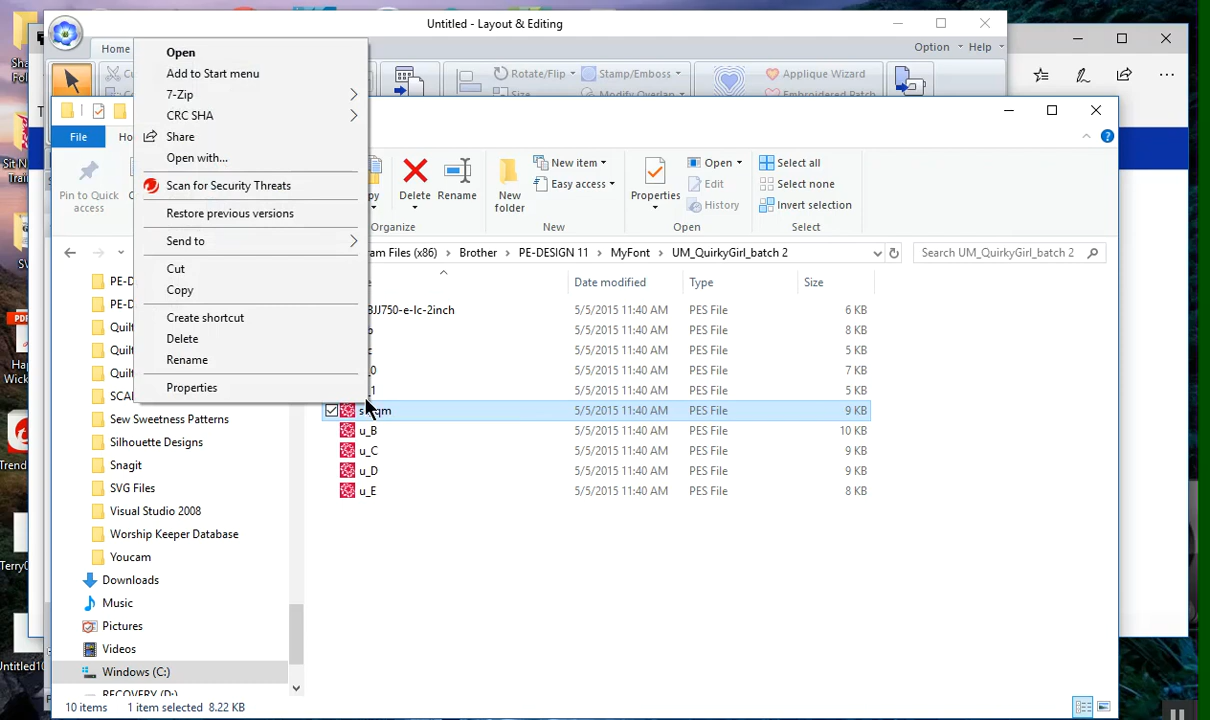 Untitled - Layout & Editing
Home
Option
Help
Rotate/Flip
Stamp/Emboss
Applique Wizard
Size
Modify Overlap
Embroidered Patch
Open
Add to Start menu
7-Zip
CRC SHA
Share
Open with...
Scan for Security Threats
Restore previous versions
Send to
Cut
Copy
Create shortcut
Delete
Rename
Properties
File
Pin to Quick
access
Delete
Rename
New
folder
New item
Easy access
Properties
Open
Edit
History
Select all
Select none
Invert selection
Organize
New
Open
Select
Brother
PE-DESIGN 11
MyFont
UM_QuirkyGirl_batch 2
Search UM_QuirkyGirl_batch 2
Date modified
Type
Size
5/5/2015 11:40 AM PES File 6 KB
5/5/2015 11:40 AM PES File 8 KB
5/5/2015 11:40 AM PES File 5 KB
5/5/2015 11:40 AM PES File 7 KB
5/5/2015 11:40 AM PES File 5 KB
5/5/2015 11:40 AM PES File 9 KB
u_B 5/5/2015 11:40 AM PES File 10 KB
u_C 5/5/2015 11:40 AM PES File 9 KB
u_D 5/5/2015 11:40 AM PES File 9 KB
u_E 5/5/2015 11:40 AM PES File 8 KB
Sew Sweetness Patterns
Silhouette Designs
Snagit
SVG Files
Visual Studio 2008
Worship Keeper Database
Youcam
Downloads
Music
Pictures
Videos
Windows (C:)
RECOVERY (D:)
10 items 1 item selected 8.22 KB